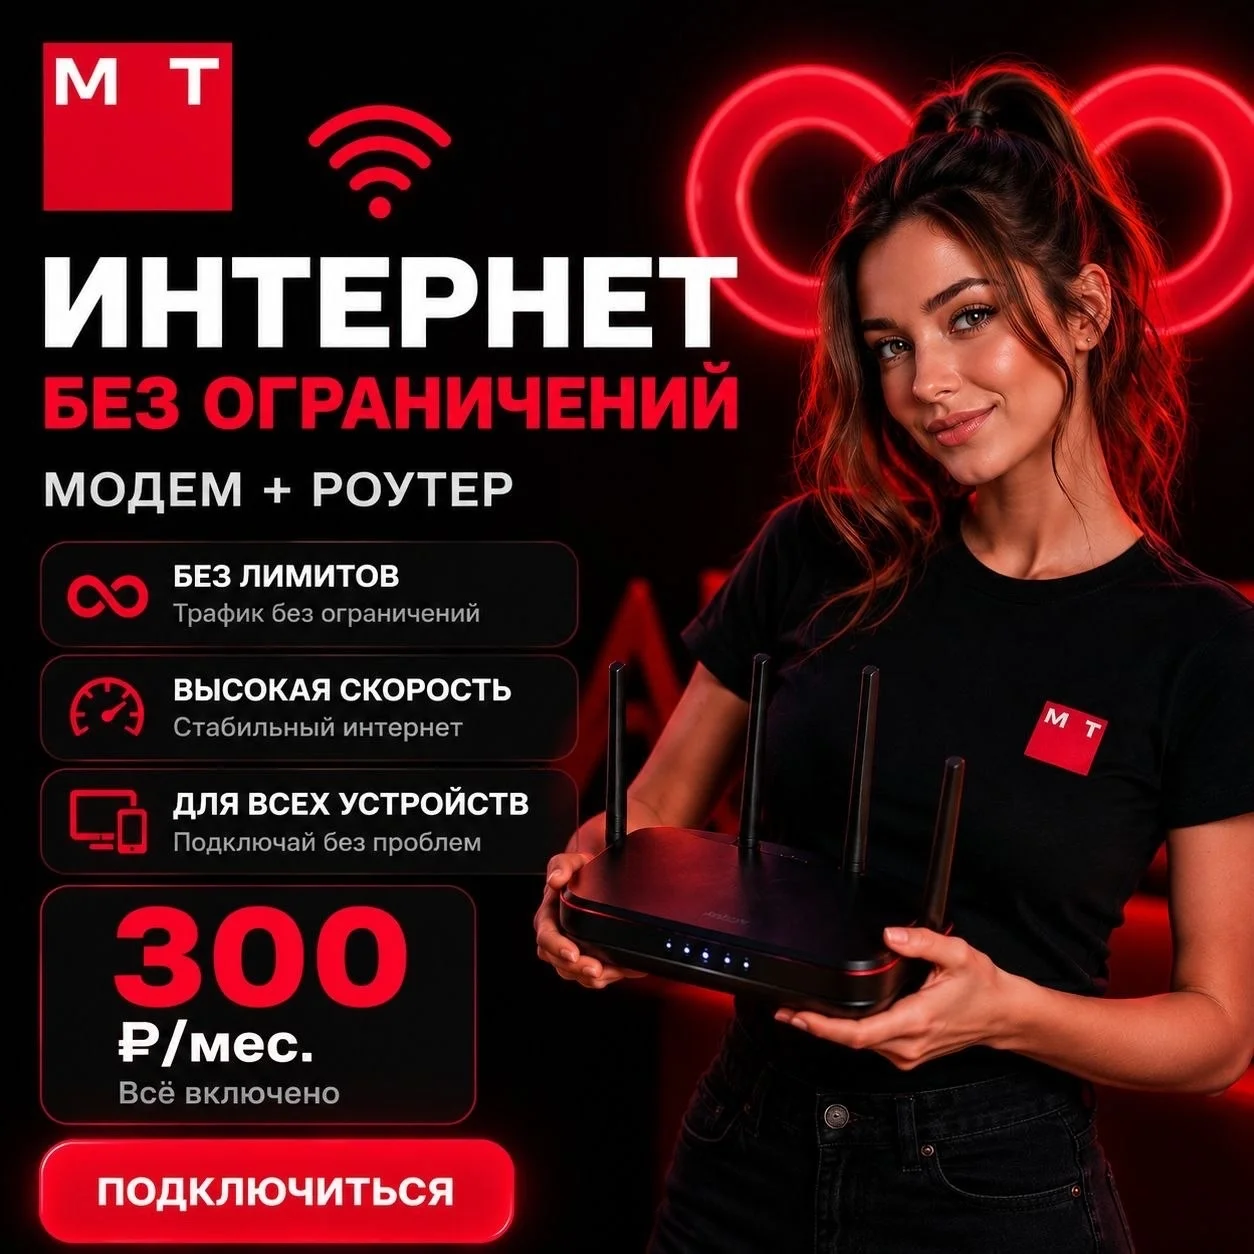 М Т
ИНТЕРНЕТ
БЕЗ ОГРАНИЧЕНИЙ
МОДЕМ + РОУТЕР
БЕЗ ЛИМИТОВ
Трафик без ограничений
ВЫСОКАЯ СКОРОСТЬ
Стабильный интернет
ДЛЯ ВСЕХ УСТРОЙСТВ
Подключай без проблем
300
₽/мес.
Всё включено
ПОДКЛЮЧИТЬСЯ
М Т